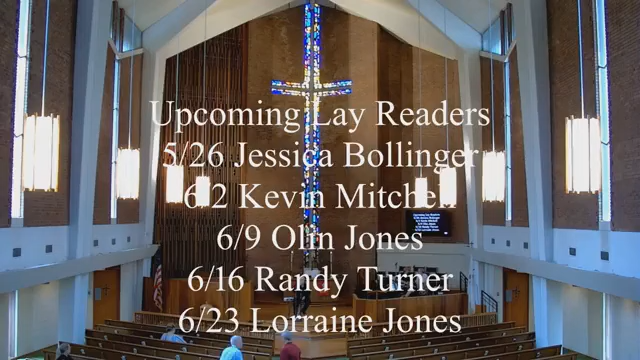 Upcoming Lay Readers
5/26 Jessica Bollinger
6/2 Kevin Mitchell
6/9 Olin Jones
6/16 Randy Turner
6/23 Lorraine Jones